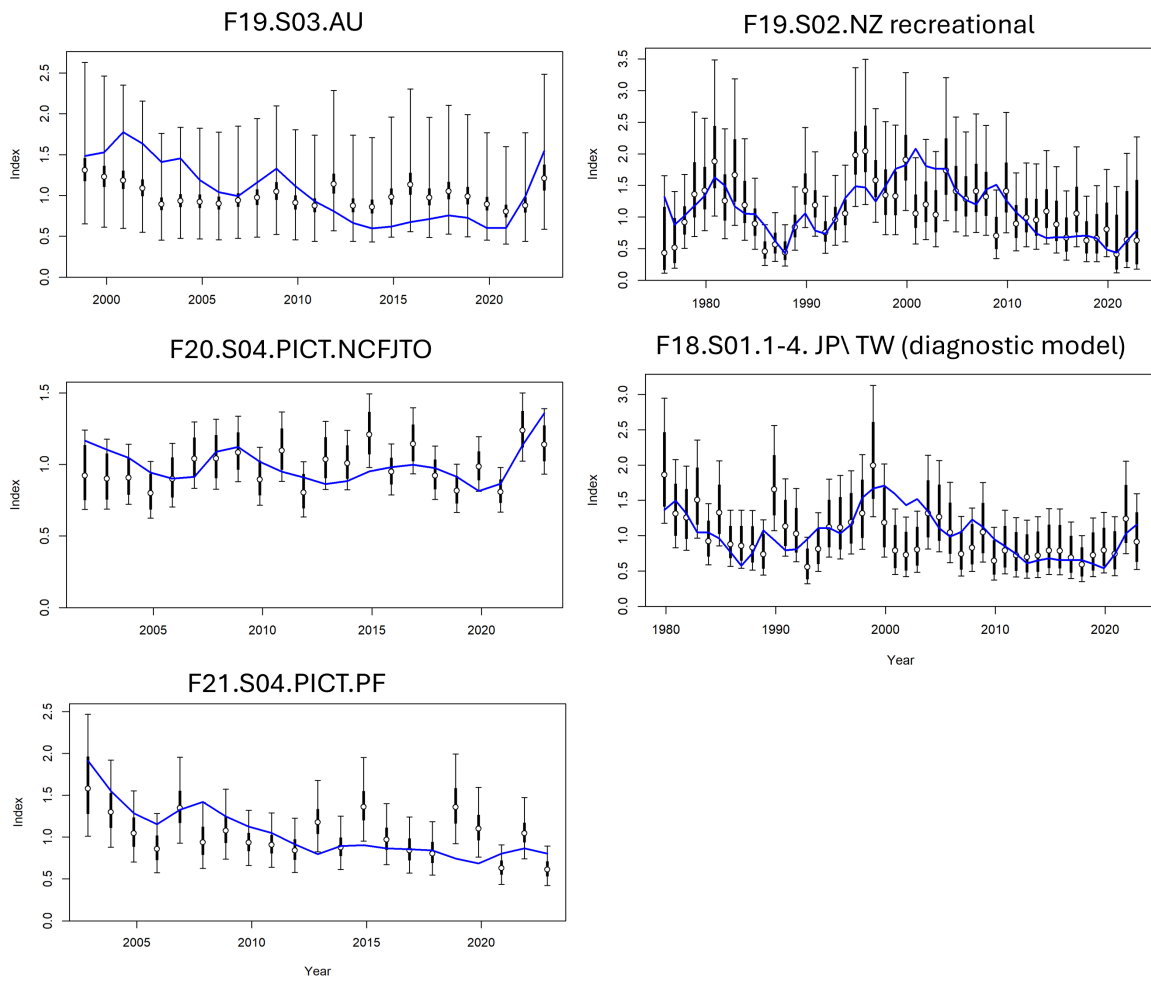 F19.S03.AU
Index
0.0 0.5 1.0 1.5 2.0 2.5
2000 2005 2010 2015 2020
F19.S02.NZ recreational
Index
0.0 0.5 1.0 1.5 2.0 2.5 3.0 3.5
1980 1990 2000 2010 2020
F20.S04.PICT.NCFJTO
Index
0.0 0.5 1.0 1.5
2005 2010 2015 2020
F18.S01.1-4. JP\ TW (diagnostic model)
Index
0.0 0.5 1.0 1.5 2.0 2.5 3.0
1980 1990 2000 2010 2020
Year
F21.S04.PICT.PF
Index
0.0 0.5 1.0 1.5 2.0 2.5
2005 2010 2015 2020
Year